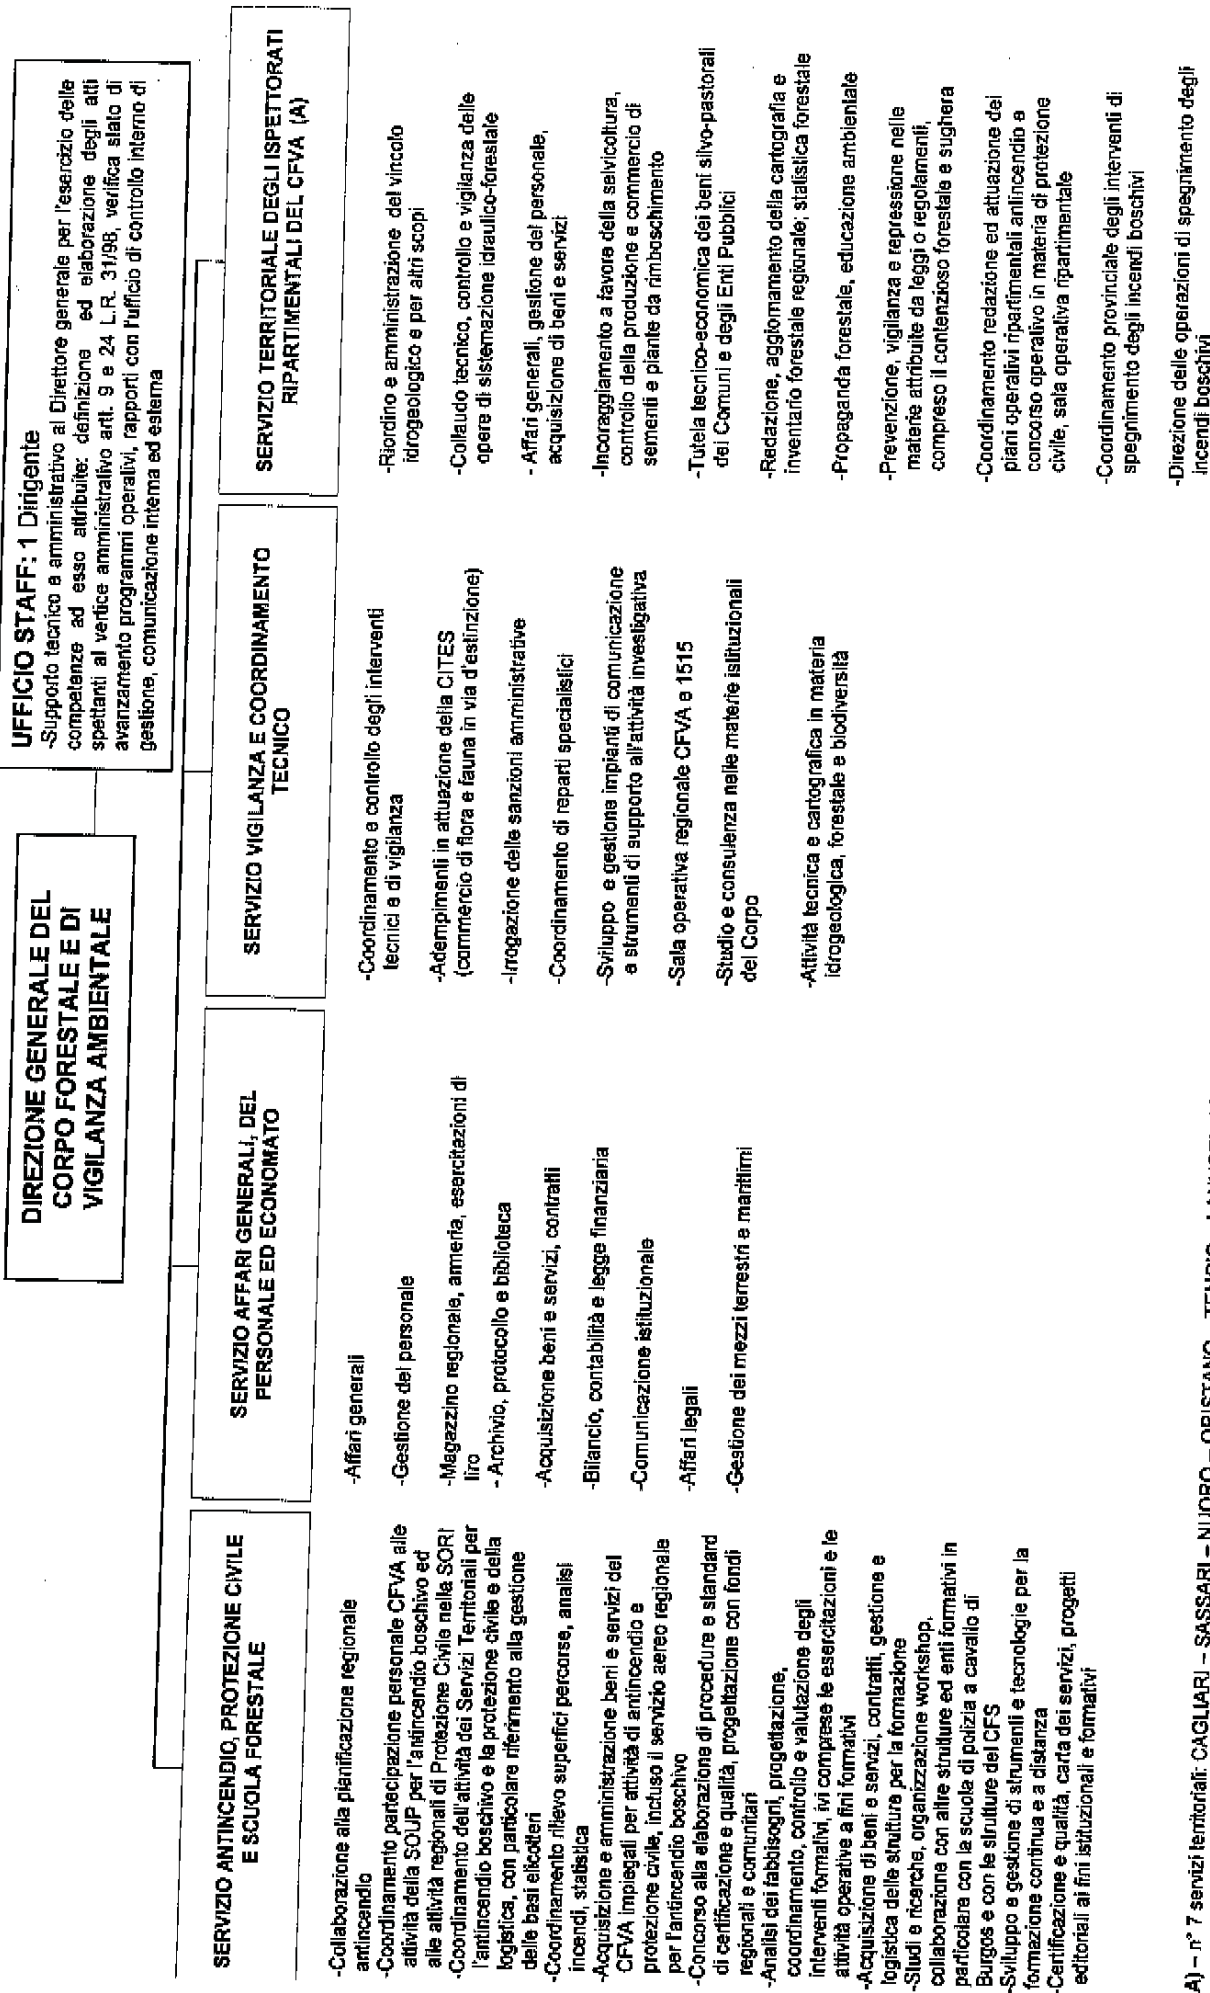 DIREZIONE GENERALE DEL
CORPO FORESTALE E DI
VIGILANZA AMBIENTALE
UFFICIO STAFF: 1 Dirigente
-Supporto tecnico e amministrativo al Direttore generale per l'esercizio delle
competenze ad esso attribuite: definizione ed elaborazione degli atti
spettanti al vertice amministrativo artt. 9 e 24 L.R. 31/98, verifica stato di
avanzamento programmi operativi, rapporti con l'ufficio di controllo interno di
gestione, comunicazione interna ed esterna
SERVIZIO ANTINCENDIO, PROTEZIONE CIVILE
E SCUOLA FORESTALE
-Collaborazione alla pianificazione regionale
antincendio
-Coordinamento partecipazione personale CFVA alle
attività della SOUP per l'antincendio boschivo ed
alle attività regionali di Protezione Civile nella SORI
-Coordinamento dell'attività dei Servizi Territoriali per
l'antincendio boschivo e la protezione civile e della
logistica, con particolare riferimento alla gestione
delle basi elicotteri
-Coordinamento rilievo superfici percorse, analisi
incendi, statistica
-Acquisizione e amministrazione beni e servizi del
CFVA impiegati per attività di antincendio e
protezione civile, incluso il servizio aereo regionale
per l'antincendio boschivo
-Concorso alla elaborazione di procedure e standard
di certificazione e qualità, progettazione con fondi
regionali e comunitari
-Analisi dei fabbisogni, progettazione,
coordinamento, controllo e valutazione degli
interventi formativi, ivi comprese le esercitazioni e le
attività operative a fini formativi
-Acquisizione di beni e servizi, contratti, gestione e
logistica delle strutture per la formazione
-Studi e ricerche, organizzazione workshop,
collaborazione con altre strutture ed enti formativi in
particolare con la scuola di polizia a cavallo di
Burgos e con le strutture del CFS
-Sviluppo e gestione di strumenti e tecnologie per la
formazione continua e a distanza
-Certificazione e qualità, carta dei servizi, progetti
editoriali ai fini istituzionali e formativi
SERVIZIO AFFARI GENERALI, DEL
PERSONALE ED ECONOMATO
-Affari generali
-Gestione del personale
-Magazzino regionale, armeria, esercitazioni di
tiro
- Archivio, protocollo e biblioteca
-Acquisizione beni e servizi, contratti
-Bilancio, contabilità e legge finanziaria
-Comunicazione istituzionale
-Affari legali
-Gestione dei mezzi terrestri e marittimi
SERVIZIO VIGILANZA E COORDINAMENTO
TECNICO
-Coordinamento e controllo degli interventi
tecnici e di vigilanza
-Adempimenti in attuazione della CITES
(commercio di flora e fauna in via d'estinzione)
-Irrogazione delle sanzioni amministrative
-Coordinamento di reparti specialistici
-Sviluppo e gestione impianti di comunicazione
e strumenti di supporto all'attività investigativa
-Sala operativa regionale CFVA e 1515
-Studio e consulenza nelle materie istituzionali
del Corpo
-Attività tecnica e cartografica in materia
idrogeologica, forestale e biodiversità
SERVIZIO TERRITORIALE DEGLI ISPETTORATI
RIPARTIMENTALI DEL CFVA (A)
-Riordino e amministrazione del vincolo
idrogeologico e per altri scopi
-Collaudo tecnico, controllo e vigilanza delle
opere di sistemazione idraulico-forestale
- Affari generali, gestione del personale,
acquisizione di beni e servizi
-Incoraggiamento a favore della selvicoltura,
controllo della produzione e commercio di
sementi e piante da rimboschimento
-Tutela tecnico-economica dei beni silvo-pastorali
dei Comuni e degli Enti Pubblici
-Redazione, aggiornamento della cartografia e
inventario forestale regionale; statistica forestale
-Propaganda forestale, educazione ambientale
-Prevenzione, vigilanza e repressione nelle
materie attribuite da leggi o regolamenti,
compreso il contenzioso forestale e sughera
-Coordinamento redazione ed attuazione dei
piani operativi ripartimentali antincendio e
concorso operativo in materia di protezione
civile, sala operativa ripartimentale
-Coordinamento provinciale degli interventi di
spegnimento degli incendi boschivi
-Direzione delle operazioni di spegnimento degli
incendi boschivi
A) – n° 7 servizi territoriali: CAGLIARI – SASSARI – NUORO – ORISTANO – TEMPIO